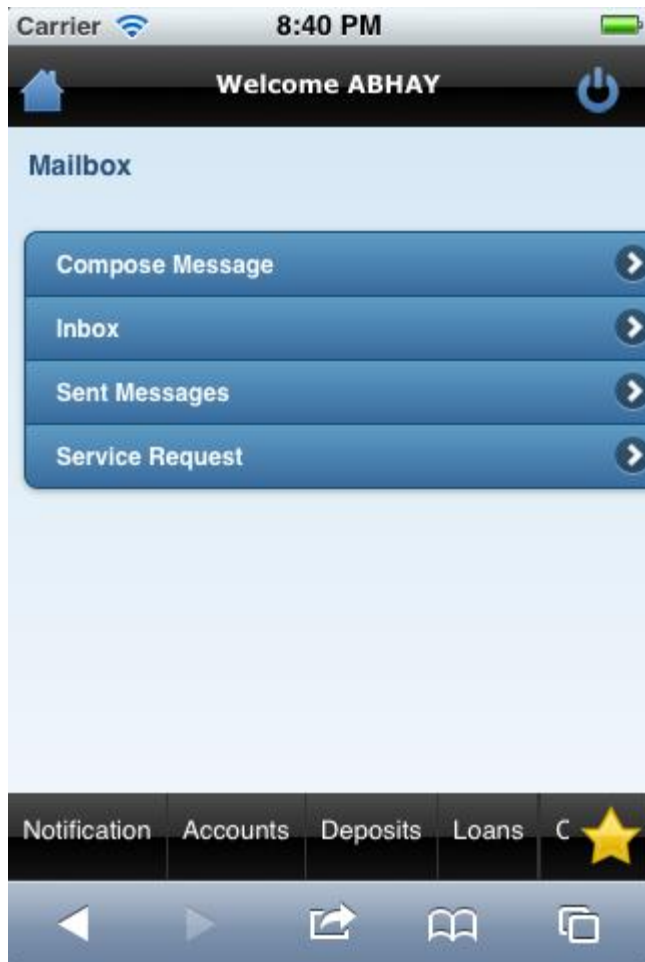 Carrier 8:40 PM
Welcome ABHAY
Mailbox
Compose Message
Inbox
Sent Messages
Service Request
Notification Accounts Deposits Loans C